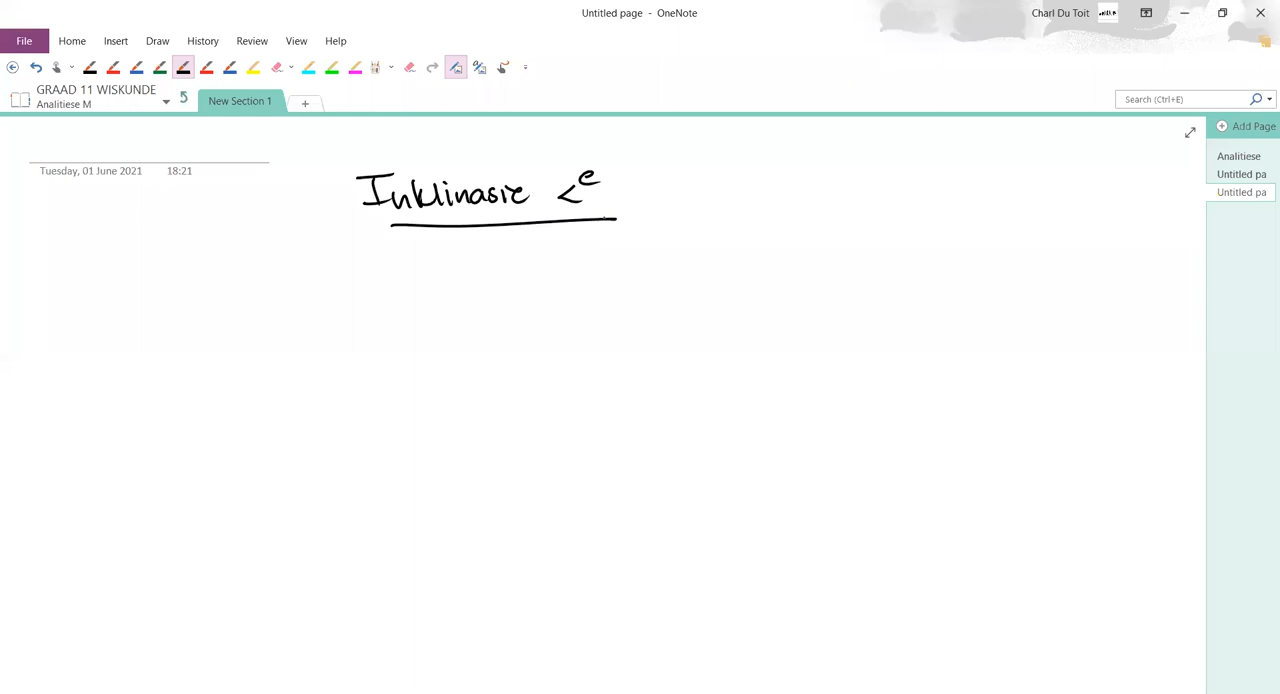 Untitled page - OneNote
Charl Du Toit
File Home Insert Draw History Review View Help
GRAAD 11 WISKUNDE
Analitiese M
New Section 1
Search (Ctrl+E)
Add Page
Analitiese
Untitled pa
Untitled pa
Tuesday, 01 June 2021 18:21
Inklinasie <e